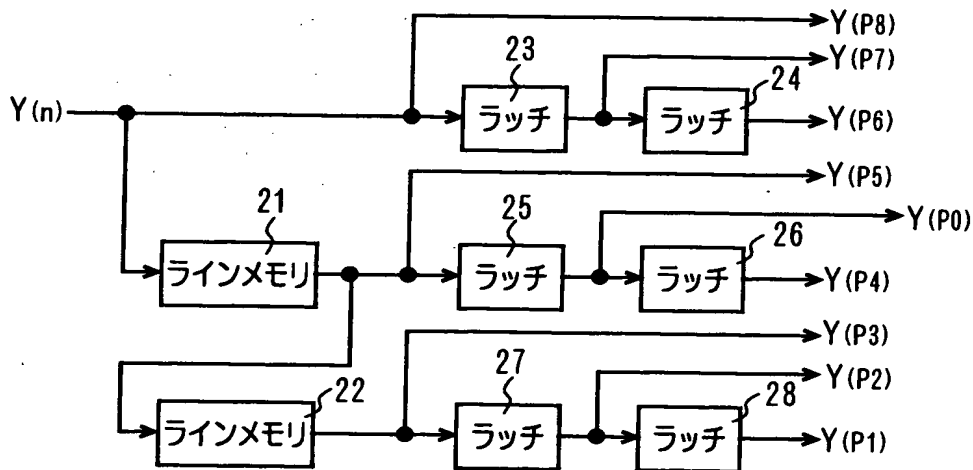 Y(P8)
23
Y(P7)
24
Y(n)
ラッチ
ラッチ
Y(P6)
Y(P5)
21
25
Y(P0)
26
ラインメモリ
ラッチ
ラッチ
Y(P4)
Y(P3)
22
27
Y(P2)
28
ラインメモリ
ラッチ
ラッチ
Y(P1)